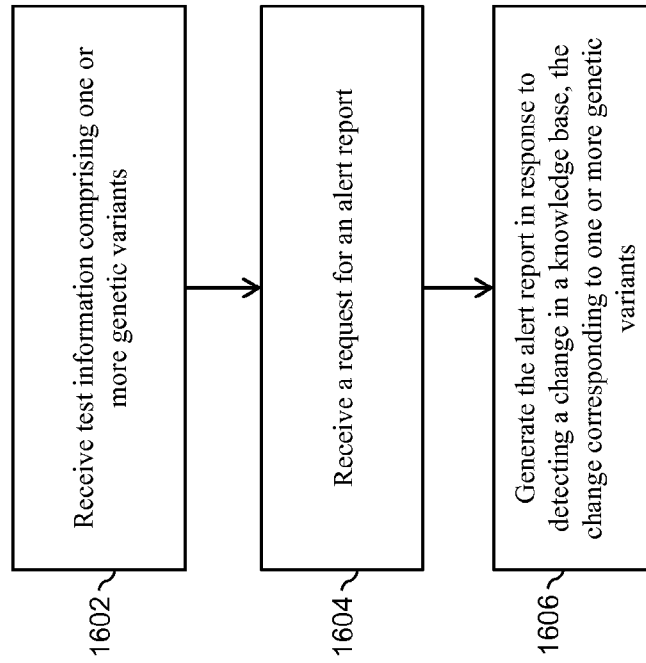 1602
Receive test information comprising one or
more genetic variants
1604
Receive a request for an alert report
1606
Generate the alert report in response to
detecting a change in a knowledge base, the
change corresponding to one or more genetic
variants